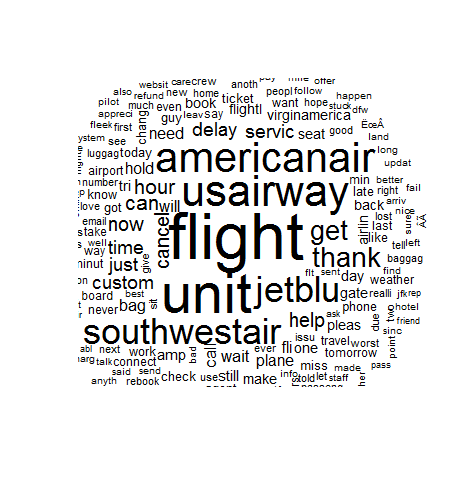 websit care crew anoth pay mile offer
also refund new home peopl follow
pilot much even book ticket want hope happen
appreci chang guy leav say flightl virginamerica stuck dfw
fleek first need delay servic seat good
see land
luggag today americanair long
airport hold updat
number tri hour usairway min better
know can will late right fail
love got back arriv
email now cancel flight get airlin lost nice sure
stake last
well time thank like
way tell left
minut just give flt sent day baggag
custom unit jetblu weather find
board best gate realli jfk rep
never bag sit phone hotel
southwestair help ask pleas due two friend
issu sinc
next work amp bad call ever fli one travel worst point
talk connect wait plane tomorrow
said send miss made pass
anyth check use still make info told let staff her
rebook